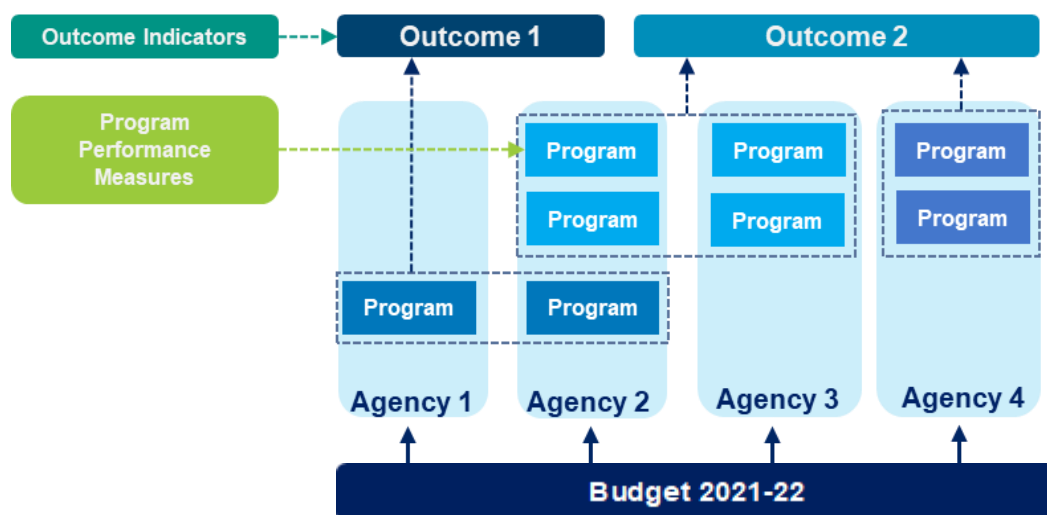 Outcome Indicators
Outcome 1
Outcome 2
Program
Performance
Measures
Program
Program
Program
Program
Program
Program
Program
Program
Agency 1
Agency 2
Agency 3
Agency 4
Budget 2021-22